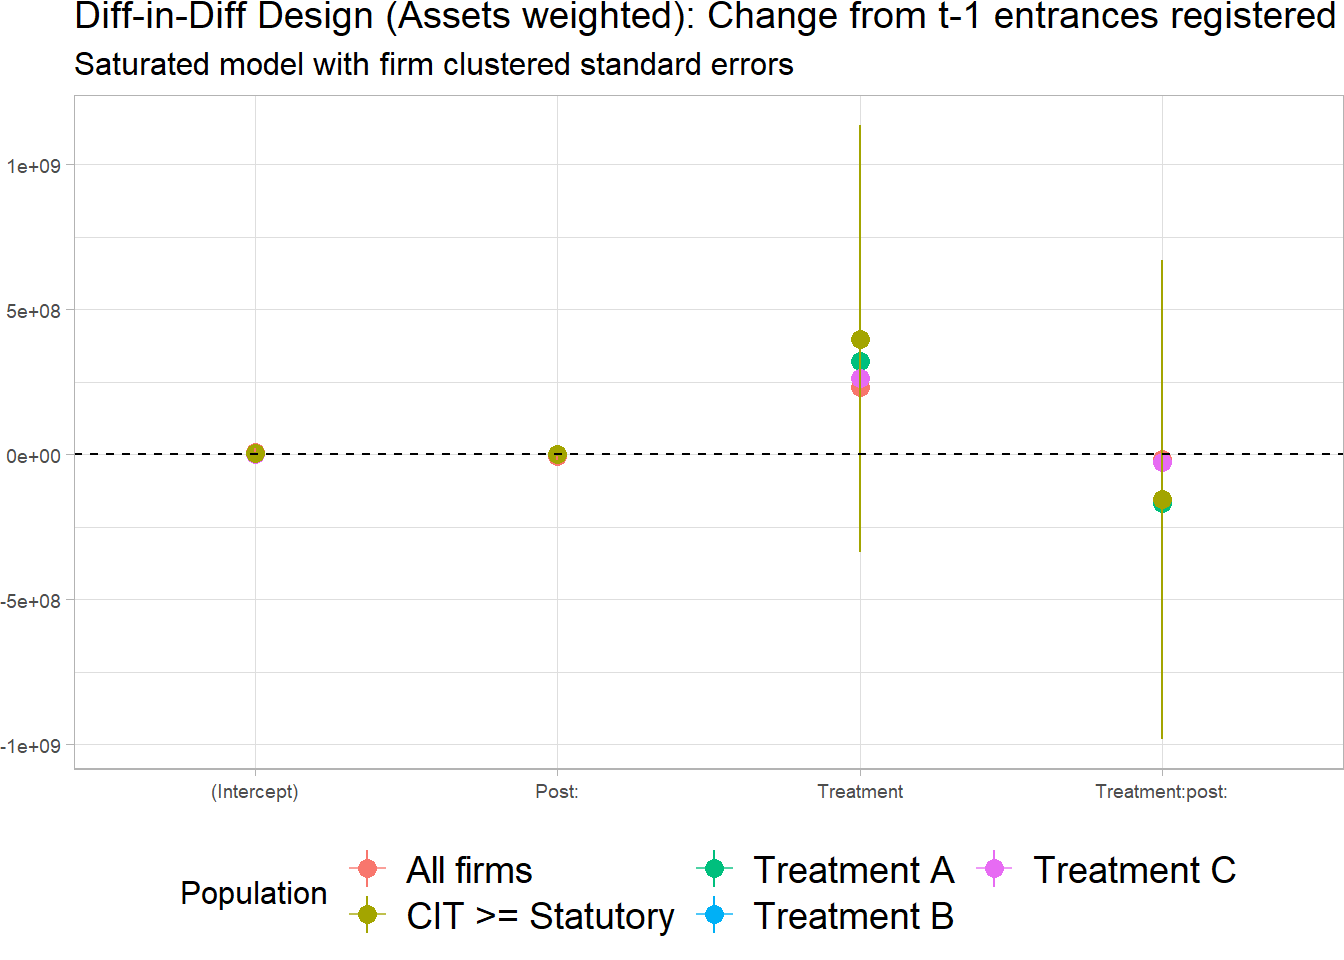 Diff-in-Diff Design (Assets weighted): Change from t-1 entrances registered
Saturated model with firm clustered standard errors
1e+09
5e+08
0e+00
-5e+08
-1e+09
(Intercept)
Post:
Treatment
Treatment:post:
Population
All firms
CIT >= Statutory
Treatment A
Treatment B
Treatment C